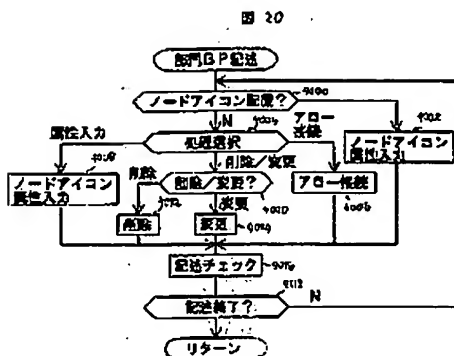 図 20
部門BP記述
ノードアイコン配置?
N
処理選択
属性入力
アロー
接続
ノードアイコン
属性入力
削除/変更
ノードアイコン
属性入力
削除
削除/変更?
変更
アロー接続
削除
変更
記述チェック
記述終了?
N
リターン